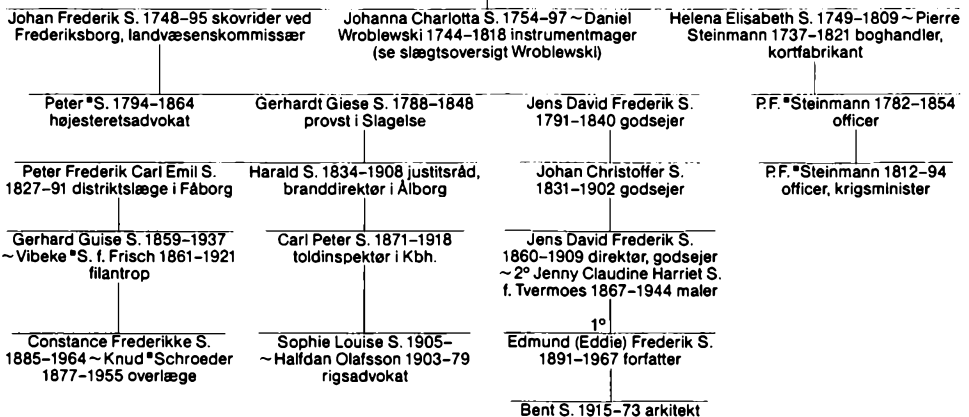 Johan Frederik S. 1748–95 skovrider ved
Frederiksborg, landvæsenskommissær
Johanna Charlotta S. 1754–97 ~ Daniel
Wroblewski 1744–1818 instrumentmager
(se slægtsoversigt Wroblewski)
Helena Elisabeth S. 1749–1809 ~ Pierre
Steinmann 1737–1821 boghandler,
kortfabrikant
Peter *S. 1794–1864
højesteretsadvokat
Gerhardt Giese S. 1788–1848
provst i Slagelse
Jens David Frederik S.
1791–1840 godsejer
P.F. *Steinmann 1782–1854
officer
Peter Frederik Carl Emil S.
1827–91 distriktslæge i Fåborg
Harald S. 1834–1908 justitsråd,
branddirektør i Ålborg
Johan Christoffer S.
1831–1902 godsejer
P.F. *Steinmann 1812–94
officer, krigsminister
Gerhard Guise S. 1859–1937
~ Vibeke *S. f. Frisch 1861–1921
filantrop
Carl Peter S. 1871–1918
toldinspektør i Kbh.
Jens David Frederik S.
1860–1909 direktør, godsejer
~ 2° Jenny Claudine Harriet S.
f. Tvermoes 1867–1944 maler
1°
Constance Frederikke S.
1885–1964 ~ Knud *Schroeder
1877–1955 overlæge
Sophie Louise S. 1905–
~ Halfdan Olafsson 1903–79
rigsadvokat
Edmund (Eddie) Frederik S.
1891–1967 forfatter
Bent S. 1915–73 arkitekt